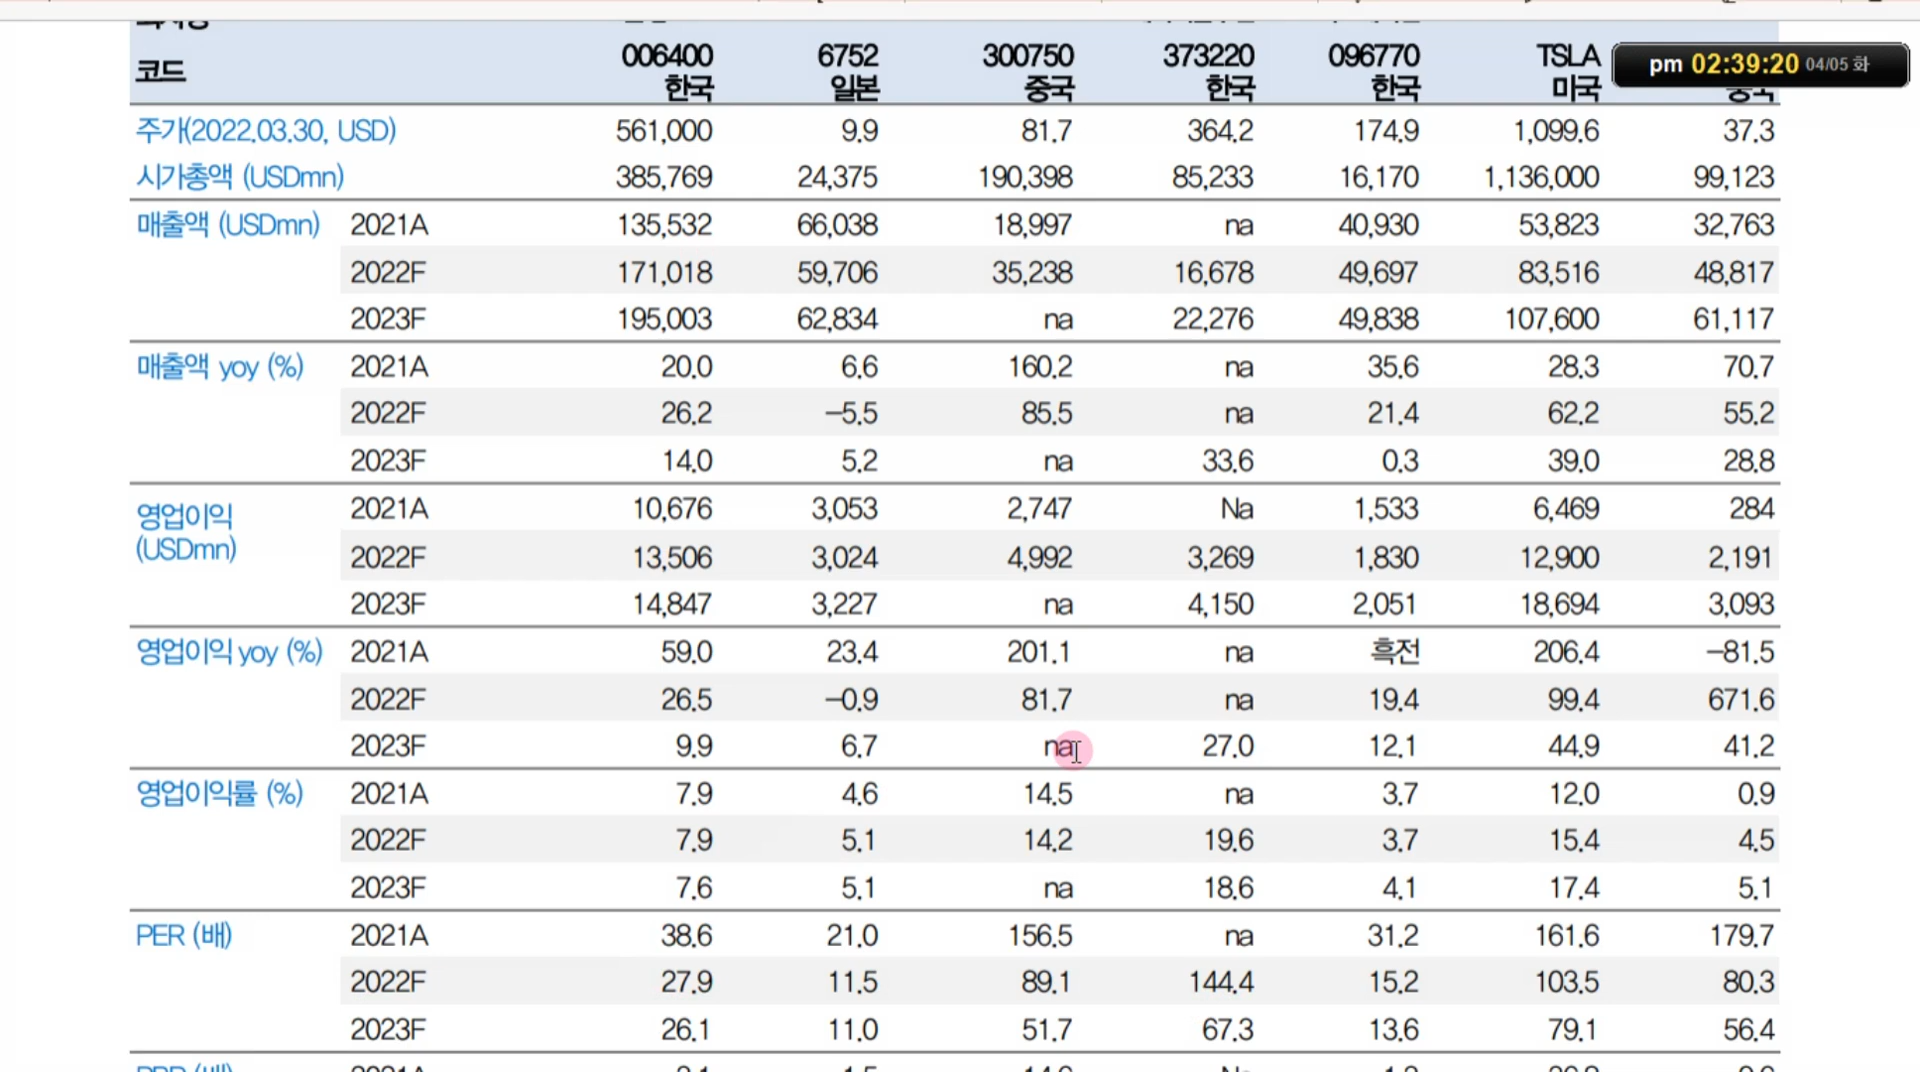 코드 006400 6752 300750 373220 096770 TSLA
한국 일본 중국 한국 한국 미국 중국
pm 02:39:20 04/05 화
주가(2022.03.30, USD) 561,000 9.9 81.7 364.2 174.9 1,099.6 37.3
시가총액 (USDmn) 385,769 24,375 190,398 85,233 16,170 1,136,000 99,123
매출액 (USDmn) 2021A 135,532 66,038 18,997 na 40,930 53,823 32,763
2022F 171,018 59,706 35,238 16,678 49,697 83,516 48,817
2023F 195,003 62,834 na 22,276 49,838 107,600 61,117
매출액 yoy (%) 2021A 20.0 6.6 160.2 na 35.6 28.3 70.7
2022F 26.2 –5.5 85.5 na 21.4 62.2 55.2
2023F 14.0 5.2 na 33.6 0.3 39.0 28.8
영업이익 (USDmn) 2021A 10,676 3,053 2,747 Na 1,533 6,469 284
2022F 13,506 3,024 4,992 3,269 1,830 12,900 2,191
2023F 14,847 3,227 na 4,150 2,051 18,694 3,093
영업이익 yoy (%) 2021A 59.0 23.4 201.1 na 흑전 206.4 –81.5
2022F 26.5 –0.9 81.7 na 19.4 99.4 671.6
2023F 9.9 6.7 na 27.0 12.1 44.9 41.2
영업이익률 (%) 2021A 7.9 4.6 14.5 na 3.7 12.0 0.9
2022F 7.9 5.1 14.2 19.6 3.7 15.4 4.5
2023F 7.6 5.1 na 18.6 4.1 17.4 5.1
PER (배) 2021A 38.6 21.0 156.5 na 31.2 161.6 179.7
2022F 27.9 11.5 89.1 144.4 15.2 103.5 80.3
2023F 26.1 11.0 51.7 67.3 13.6 79.1 56.4